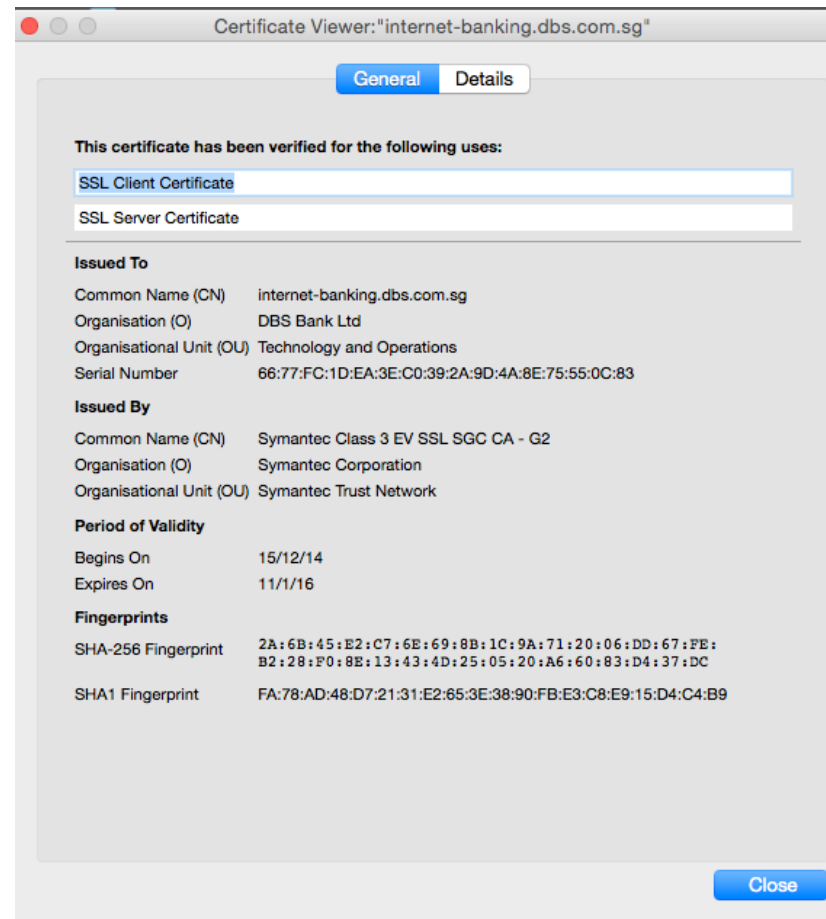 Certificate Viewer:"internet-banking.dbs.com.sg"
General Details
This certificate has been verified for the following uses:
SSL Client Certificate
SSL Server Certificate
Issued To
Common Name (CN) internet-banking.dbs.com.sg
Organisation (O) DBS Bank Ltd
Organisational Unit (OU) Technology and Operations
Serial Number 66:77:FC:1D:EA:3E:C0:39:2A:9D:4A:8E:75:55:0C:83
Issued By
Common Name (CN) Symantec Class 3 EV SSL SGC CA - G2
Organisation (O) Symantec Corporation
Organisational Unit (OU) Symantec Trust Network
Period of Validity
Begins On 15/12/14
Expires On 11/1/16
Fingerprints
SHA-256 Fingerprint 2A:6B:45:E2:C7:6E:69:8B:1C:9A:71:20:06:DD:67:FE:
B2:28:F0:8E:13:43:4D:25:05:20:A6:60:83:D4:37:DC
SHA1 Fingerprint FA:78:AD:48:D7:21:31:E2:65:3E:38:90:FB:E3:C8:E9:15:D4:C4:B9
Close